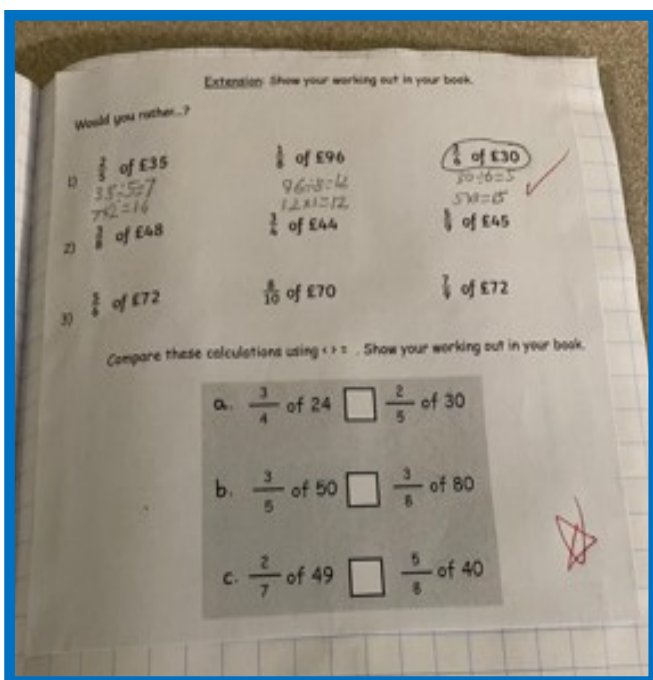 Extension: Show your working out in your book.
Would you rather...?
1) 2/5 of £35 1/8 of £96 3/6 of £30
35÷5=7 96÷8=12 30÷6=5
7×2=14 12×1=12 5×3=15
2) 3/8 of £48 3/4 of £44 of £45
3) of £72 8/10 of £70 7/9 of £72
Compare these calculations using < > = . Show your working out in your book.
a. 3/4 of 24 2/5 of 30
b. 3/5 of 50 3/8 of 80
c. 2/7 of 49 5/8 of 40